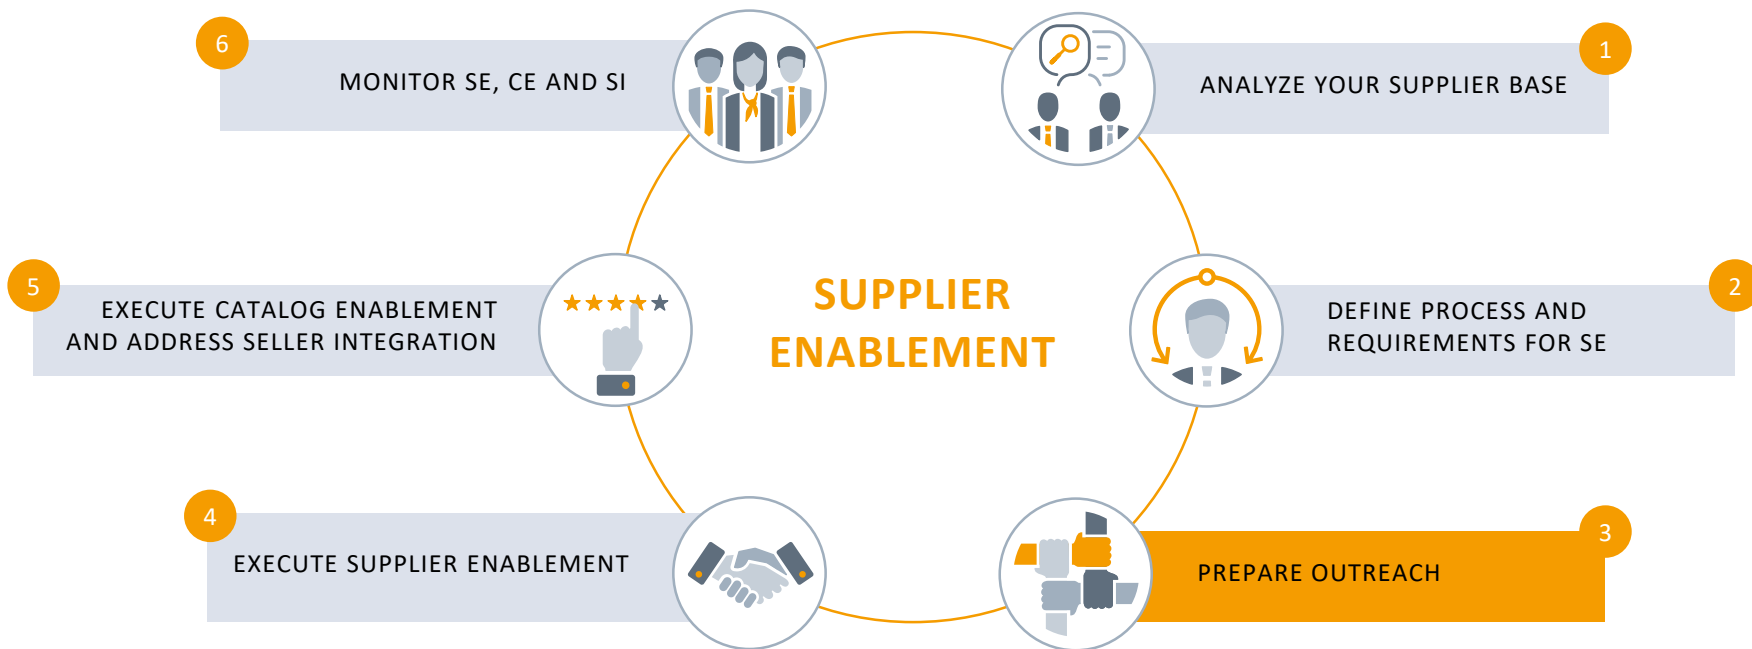 SUPPLIER
ENABLEMENT
1
ANALYZE YOUR SUPPLIER BASE
2
DEFINE PROCESS AND
REQUIREMENTS FOR SE
3
PREPARE OUTREACH
4
EXECUTE SUPPLIER ENABLEMENT
5
EXECUTE CATALOG ENABLEMENT
AND ADDRESS SELLER INTEGRATION
6
MONITOR SE, CE AND SI